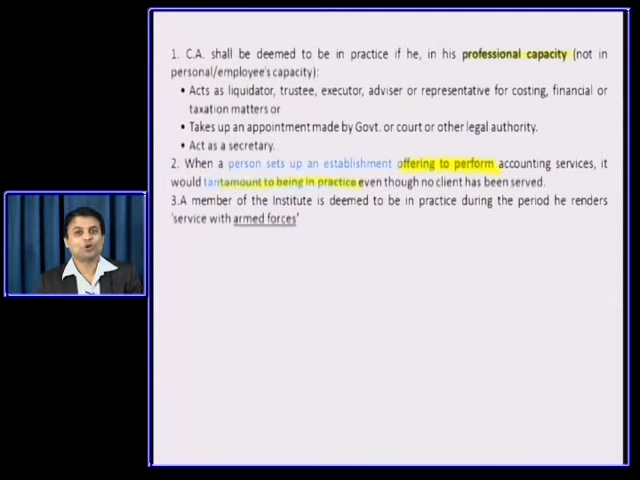 1. C.A. shall be deemed to be in practice if he, in his professional capacity (not in
personal/employee's capacity):
• Acts as liquidator, trustee, executor, adviser or representative for costing, financial or
taxation matters or
• Takes up an appointment made by Govt. or court or other legal authority.
• Act as a secretary.
2. When a person sets up an establishment offering to perform accounting services, it
would tantamount to being in practice even though no client has been served.
3.A member of the Institute is deemed to be in practice during the period he renders
'service with armed forces'